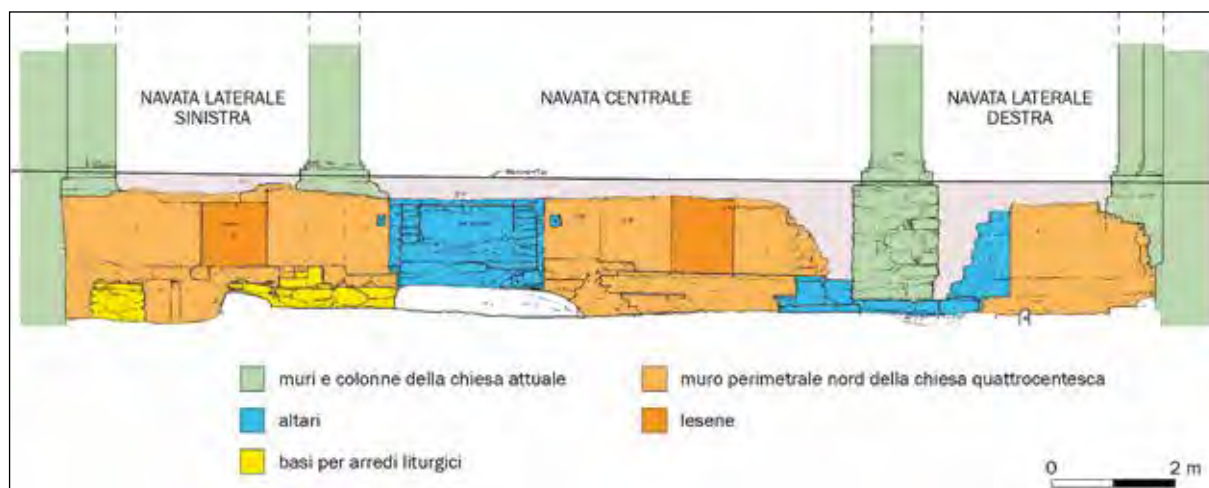 NAVATA LATERALE
SINISTRA
NAVATA CENTRALE
NAVATA LATERALE
DESTRA
muri e colonne della chiesa attuale
altari
basi per arredi liturgici
muro perimetrale nord della chiesa quattrocentesca
lesene
0 2 m